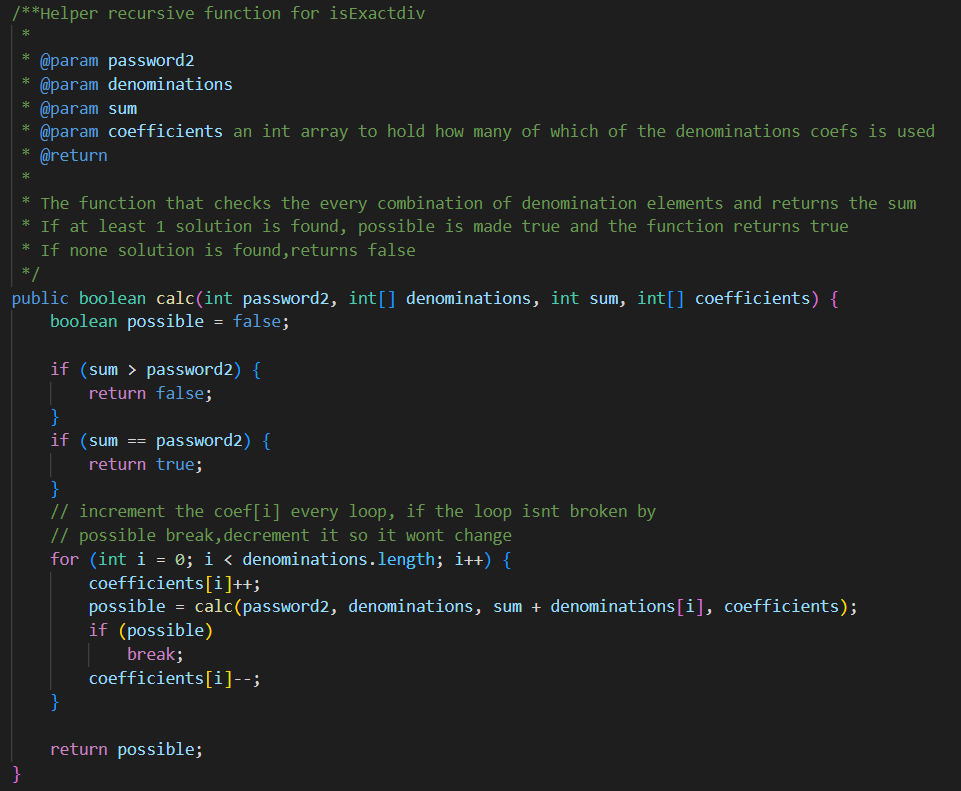 /**Helper recursive function for isExactdiv
 *
 * @param password2
 * @param denominations
 * @param sum
 * @param coefficients an int array to hold how many of which of the denominations coefs is used
 * @return
 *
 * The function that checks the every combination of denomination elements and returns the sum
 * If at least 1 solution is found, possible is made true and the function returns true
 * If none solution is found,returns false
 */
public boolean calc(int password2, int[] denominations, int sum, int[] coefficients) {
    boolean possible = false;

    if (sum > password2) {
        return false;
    }
    if (sum == password2) {
        return true;
    }
    // increment the coef[i] every loop, if the loop isnt broken by
    // possible break,decrement it so it wont change
    for (int i = 0; i < denominations.length; i++) {
        coefficients[i]++;
        possible = calc(password2, denominations, sum + denominations[i], coefficients);
        if (possible)
            break;
        coefficients[i]--;
    }

    return possible;
}